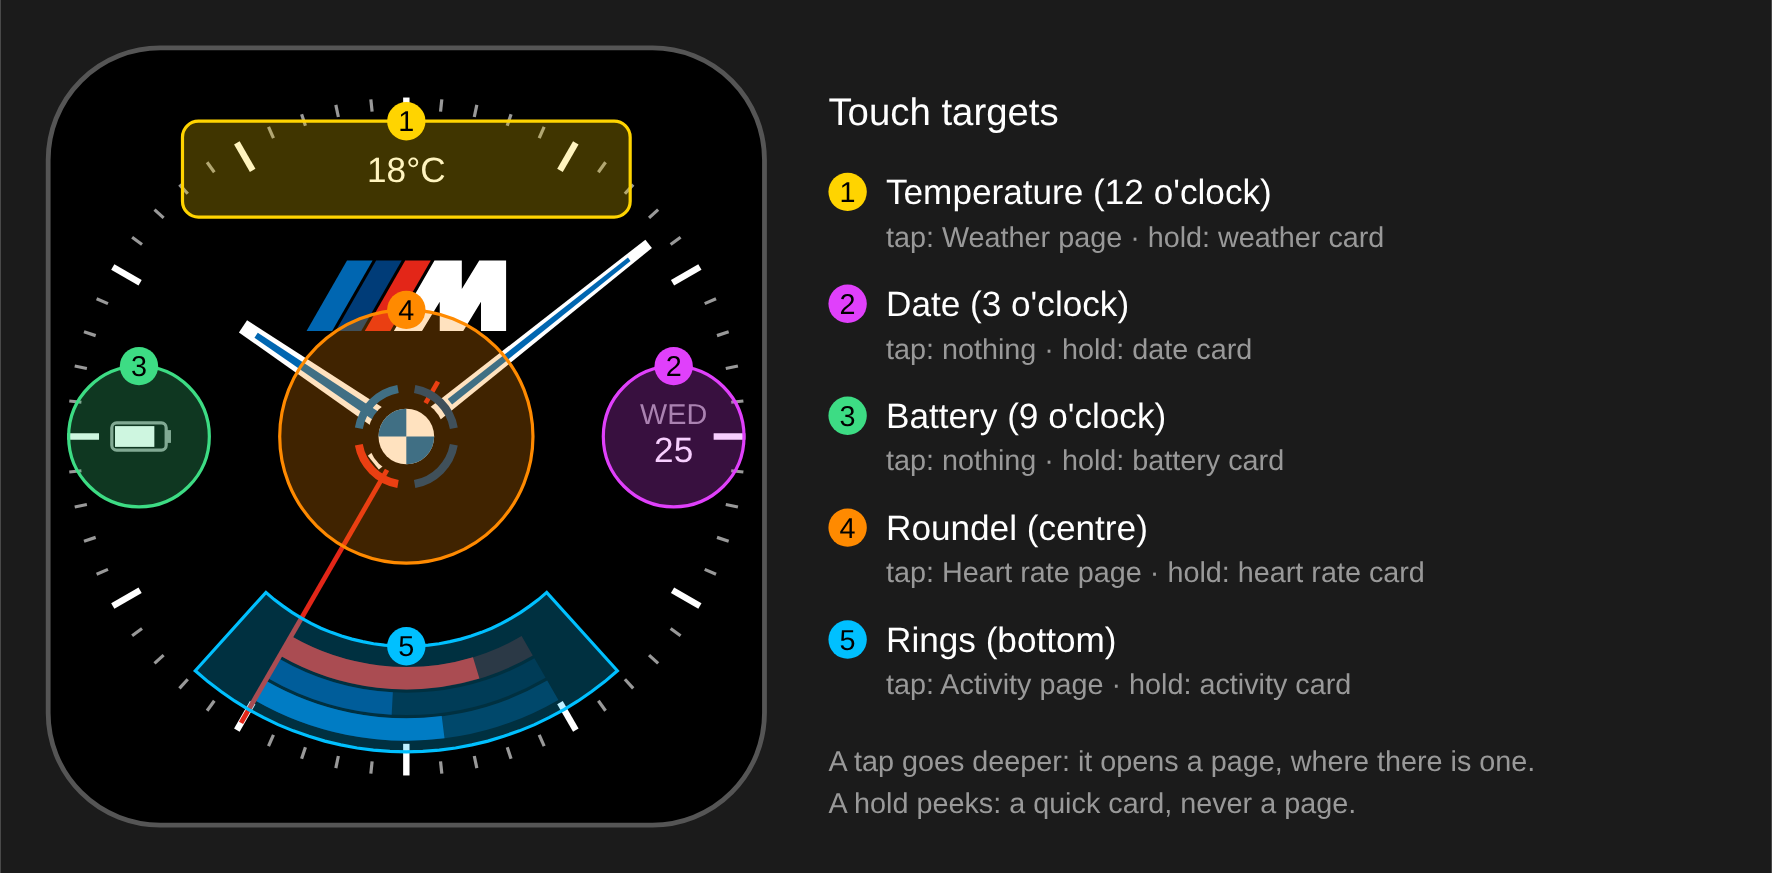 1
18°C
M
4
3
2
WED
25
5
Touch targets
1 Temperature (12 o'clock)
tap: Weather page · hold: weather card
2 Date (3 o'clock)
tap: nothing · hold: date card
3 Battery (9 o'clock)
tap: nothing · hold: battery card
4 Roundel (centre)
tap: Heart rate page · hold: heart rate card
5 Rings (bottom)
tap: Activity page · hold: activity card
A tap goes deeper: it opens a page, where there is one.
A hold peeks: a quick card, never a page.